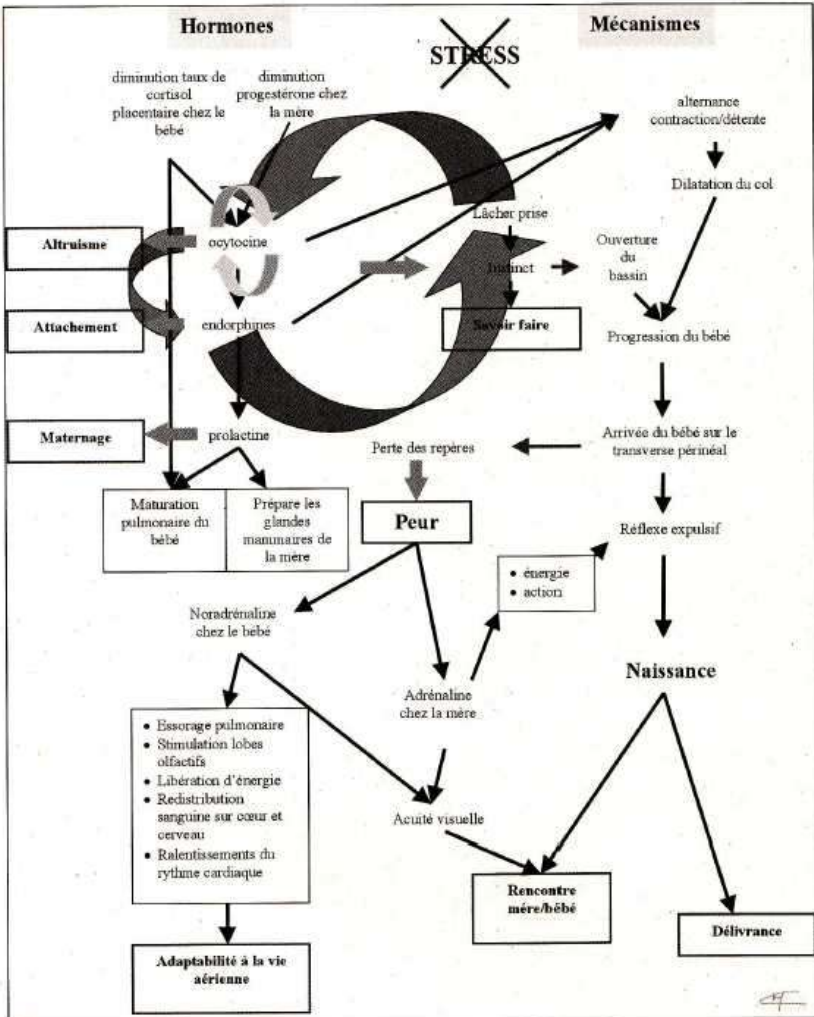 Hormones
Mécanismes
STRESS
diminution taux de
cortisol
placentaire chez le
bébé
diminution
progestérone chez
la mère
alternance
contraction/détente
Dilatation du col
Lâcher prise
Altruisme
ocytocine
Ouverture
du
bassin
Instinct
Attachement
endorphines
Savoir faire
Progression du bébé
Maternage
prolactine
Perte des repères
Arrivée du bébé sur le
transverse périnéal
Maturation
pulmonaire du
bébé
Prépare les
glandes
mammaires de
la mère
Peur
Réflexe expulsif
• énergie
• action
Noradrénaline
chez le bébé
Naissance
Adrénaline
chez la mère
• Essorage pulmonaire
• Stimulation lobes
olfactifs
• Libération d'énergie
• Redistribution
sanguine sur cœur et
cerveau
• Ralentissements du
rythme cardiaque
Acuité visuelle
Rencontre
mére/bébé
Délivrance
Adaptabilité à la vie
aérienne